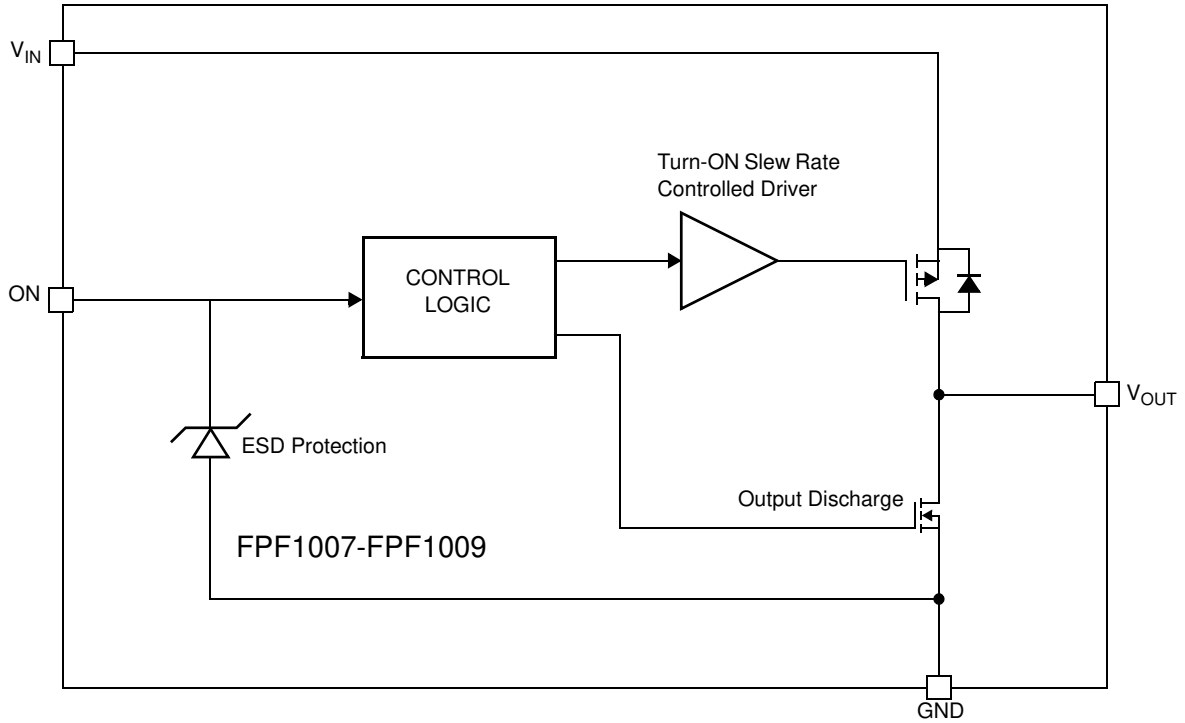 V_IN
Turn-ON Slew Rate
Controlled Driver
CONTROL
LOGIC
ON
V_OUT
ESD Protection
Output Discharge
FPF1007-FPF1009
GND